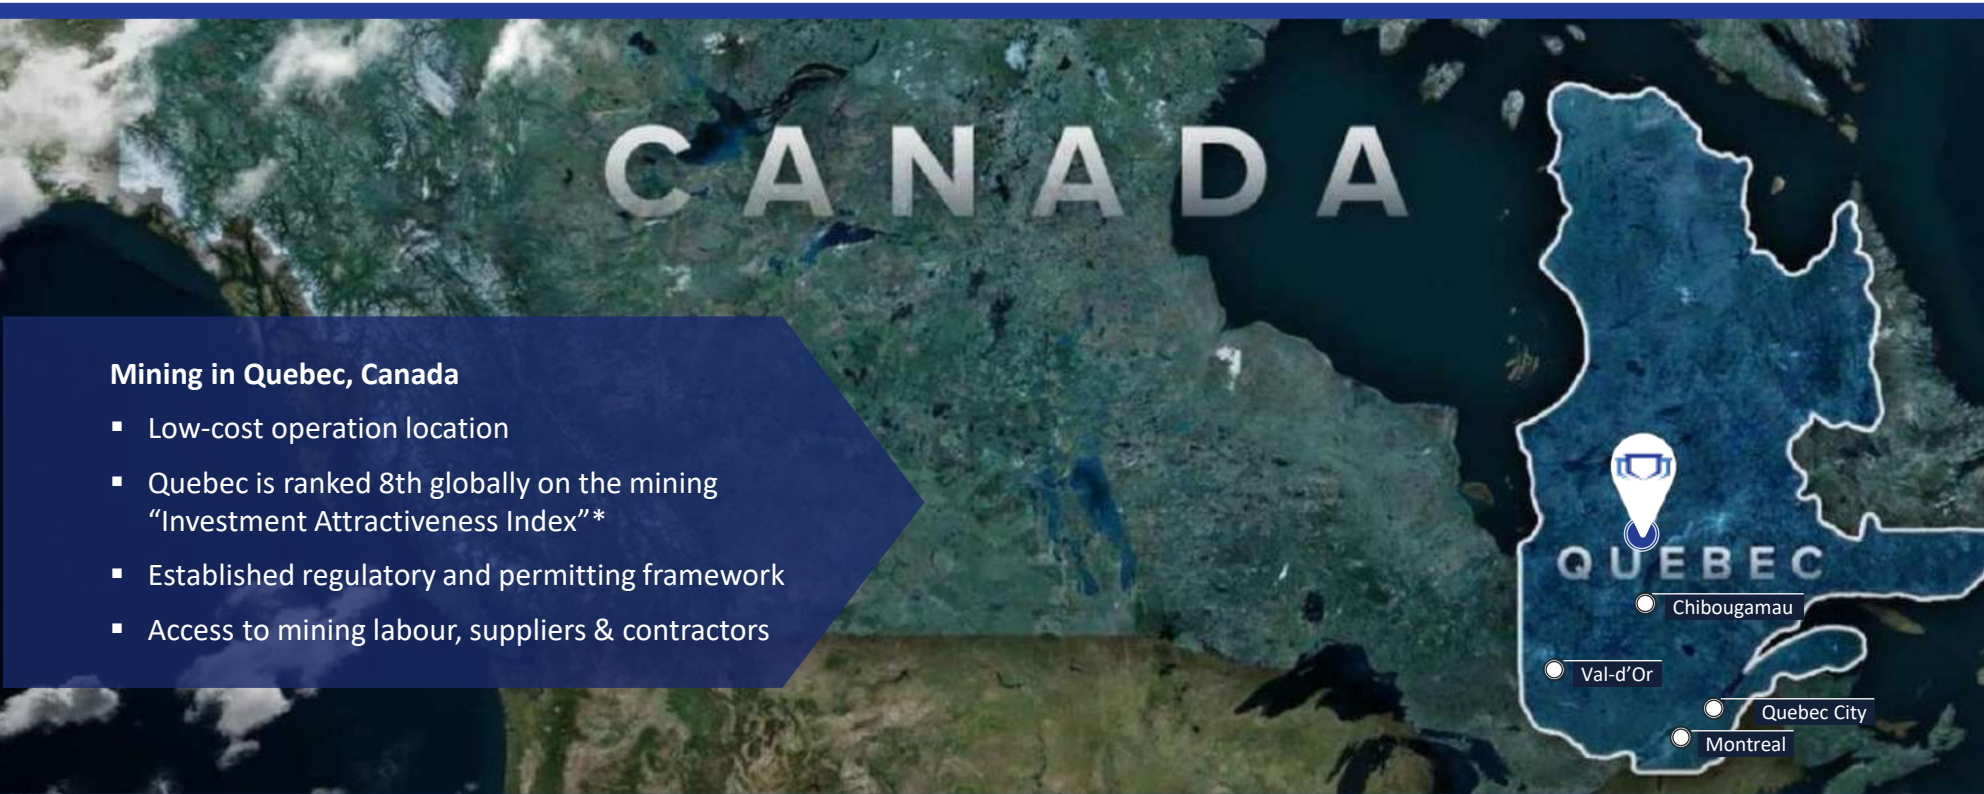 CANADA
Mining in Quebec, Canada
▪ Low-cost operation location
▪ Quebec is ranked 8th globally on the mining
“Investment Attractiveness Index”*
▪ Established regulatory and permitting framework
▪ Access to mining labour, suppliers & contractors
QUEBEC
Chibougamau
Val-d’Or
Quebec City
Montreal